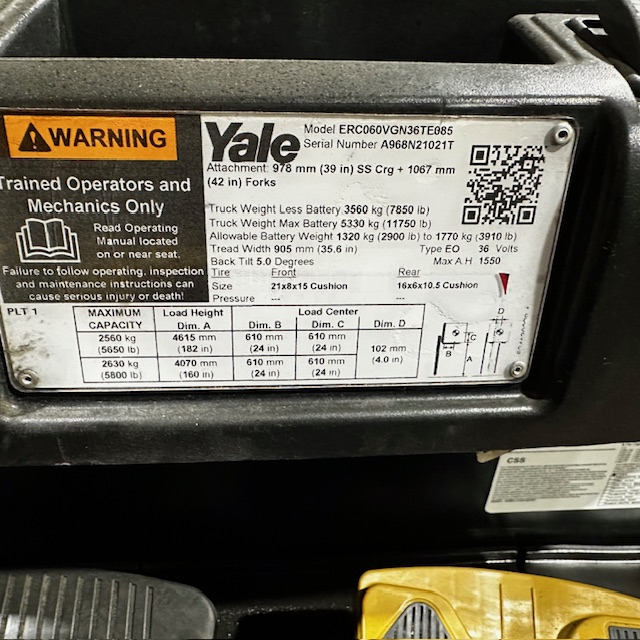 WARNING
Trained Operators and
Mechanics Only
Read Operating
Manual located
on or near seat.
Failure to follow operating, inspection
and maintenance instructions can
cause serious injury or death!
Yale
Model ERC060VGN36TE085
Serial Number A968N21021T
Attachment: 978 mm (39 in) SS Crg + 1067 mm
(42 in) Forks
Truck Weight Less Battery 3560 kg (7850 lb)
Truck Weight Max Battery 5330 kg (11750 lb)
Allowable Battery Weight 1320 kg (2900 lb) to 1770 kg (3910 lb)
Tread Width 905 mm (35.6 in) Type EO 36 Volts
Back Tilt 5.0 Degrees Max A.H 1550
Tire Front Rear
Size 21x8x15 Cushion 16x6x10.5 Cushion
Pressure --- ---
PLT 1
MAXIMUM CAPACITY Load Height Dim. A Load Center Dim. B Dim. C Dim. D
2560 kg (5650 lb) 4615 mm (182 in) 610 mm (24 in) 610 mm (24 in) 102 mm (4.0 in)
2630 kg (5800 lb) 4070 mm (160 in) 610 mm (24 in) 610 mm (24 in)
D
C
B A
CSS